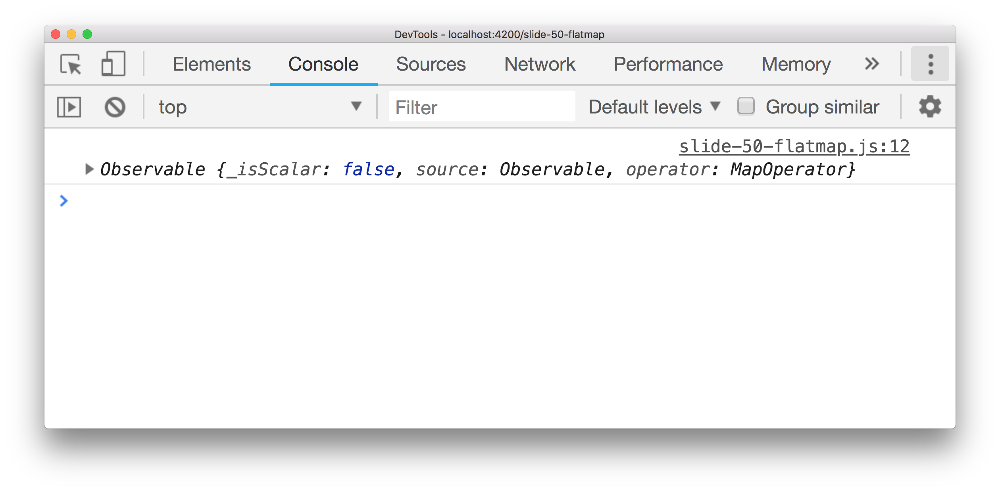 DevTools - localhost:4200/slide-50-flatmap
Elements Console Sources Network Performance Memory
top Filter Default levels Group similar
slide-50-flatmap.js:12
Observable {_isScalar: false, source: Observable, operator: MapOperator}